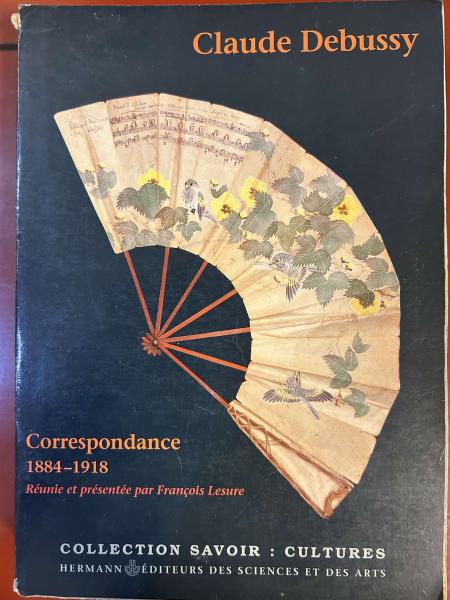 Claude Debussy
Correspondance
1884–1918
Réunie et présentée par François Lesure
COLLECTION SAVOIR : CULTURES
HERMANN ÉDITEURS DES SCIENCES ET DES ARTS